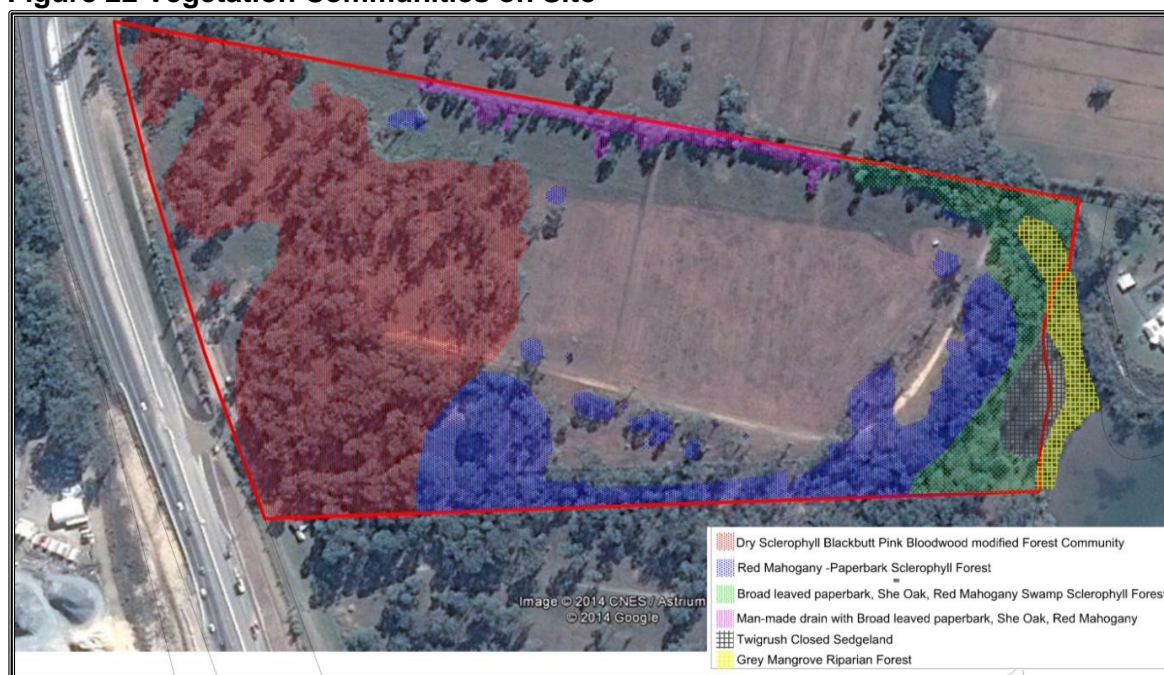 Figure 22 Vegetation Communities on Site
Dry Sclerophyll Blackbutt Pink Bloodwood modified Forest Community
Red Mahogany -Paperbark Sclerophyll Forest
Broad leaved paperbark, She Oak, Red Mahogany Swamp Sclerophyll Forest
Man-made drain with Broad leaved paperbark, She Oak, Red Mahogany
Twigrush Closed Sedgeland
Grey Mangrove Riparian Forest
Image © 2014 CNES / Astrium
© 2014 Google